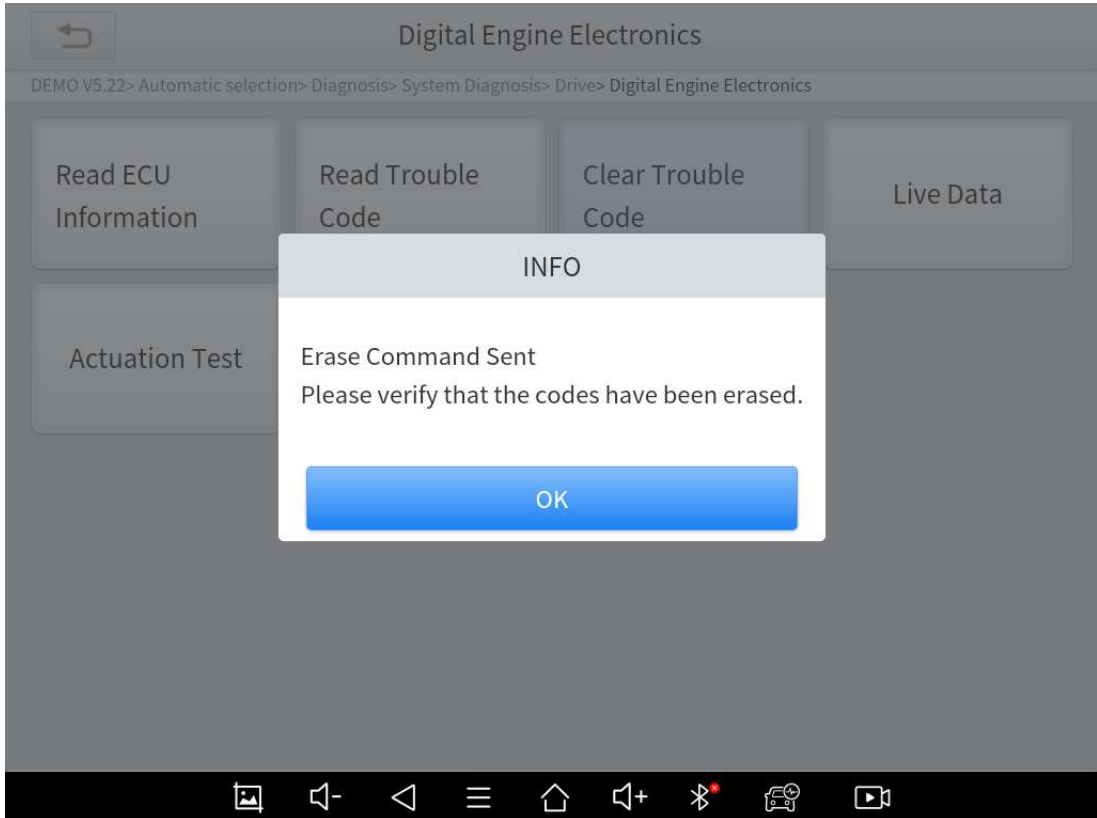 Digital Engine Electronics
DEMO V5.22> Automatic selection> Diagnosis> System Diagnosis> Drive> Digital Engine Electronics
Read ECU
Information
Read Trouble
Code
Clear Trouble
Code
Live Data
Actuation Test
INFO
Erase Command Sent
Please verify that the codes have been erased.
OK